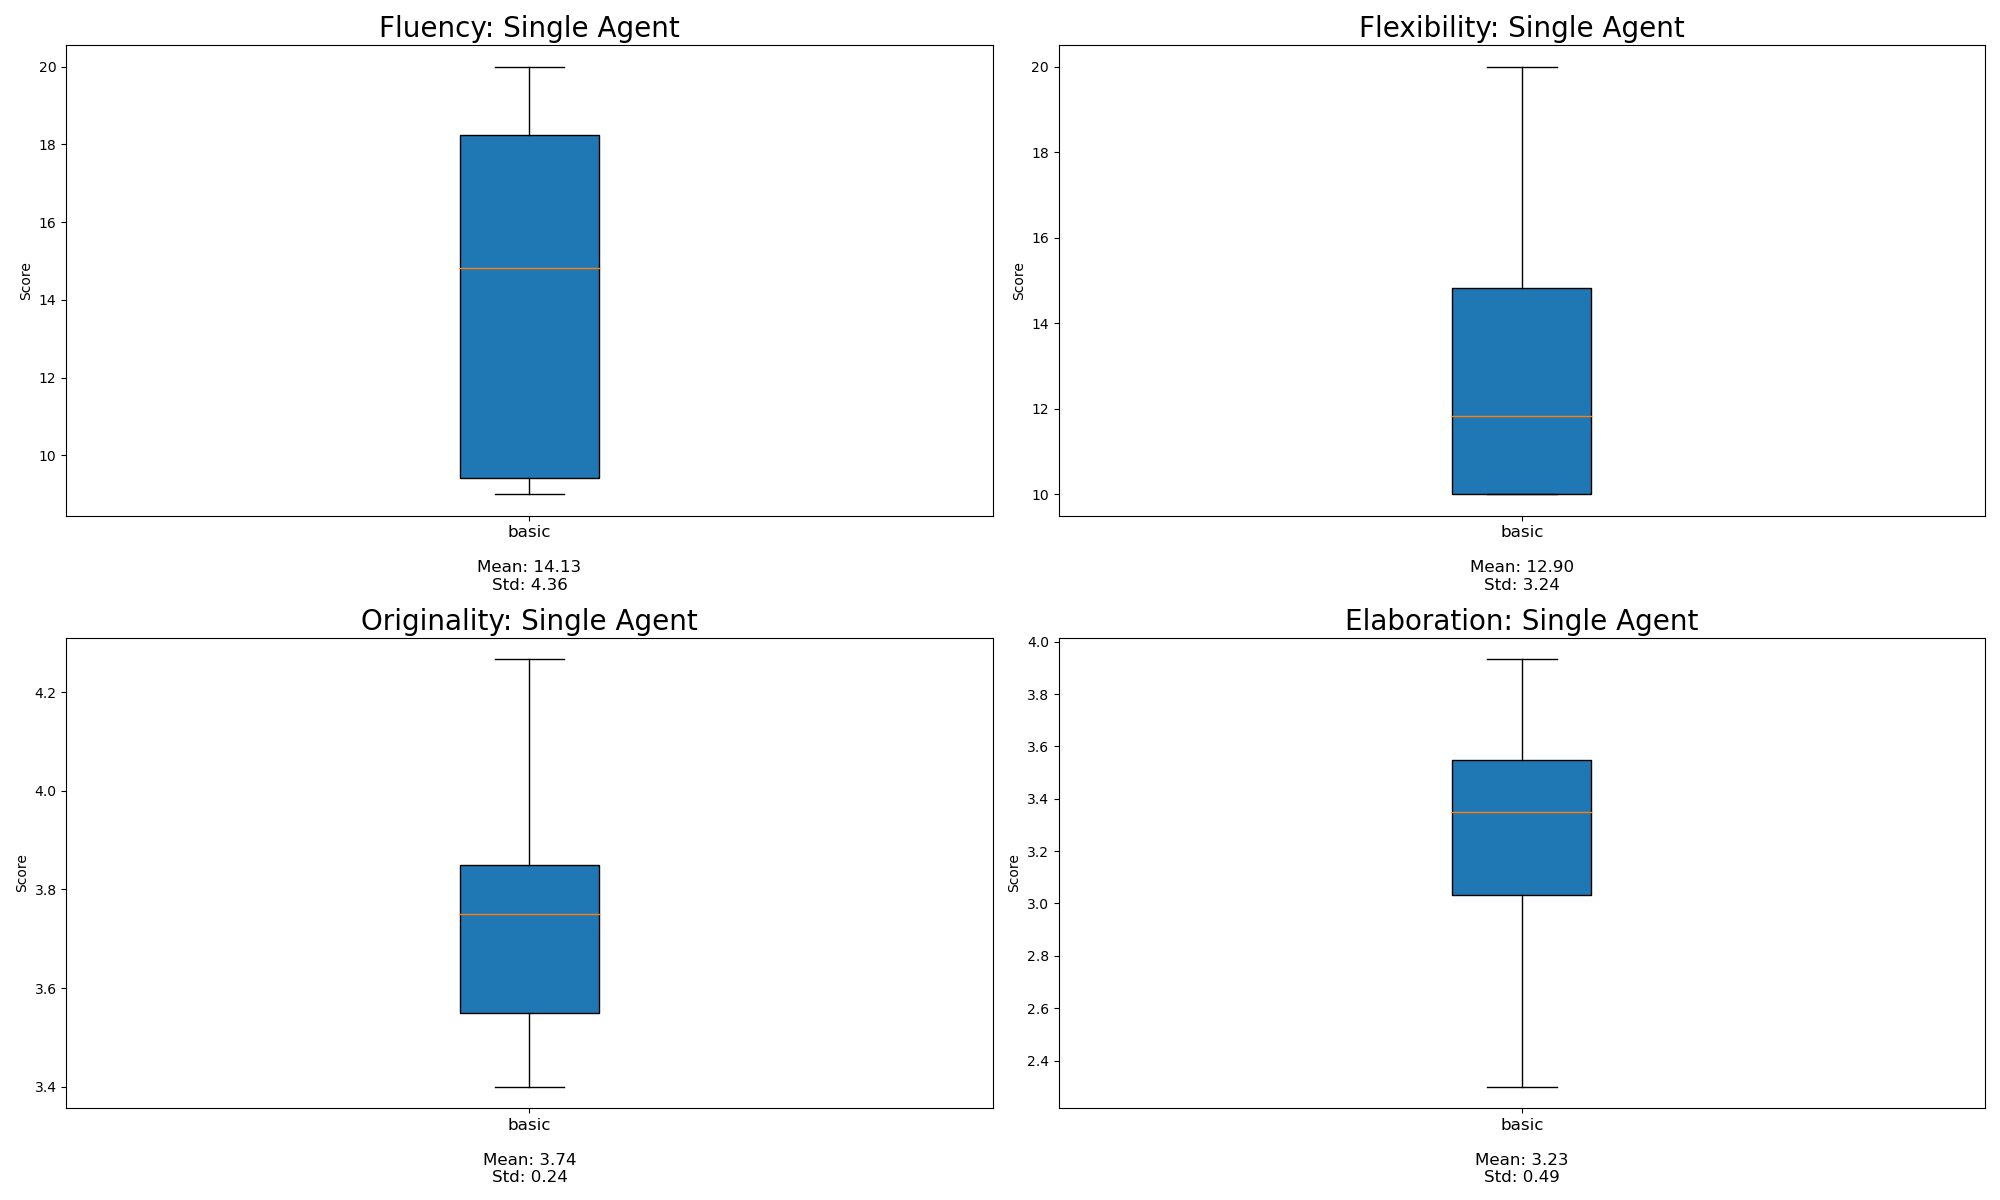 Fluency: Single Agent
Score
20
18
16
14
12
10
basic
Mean: 14.13
Std: 4.36
Flexibility: Single Agent
Score
20
18
16
14
12
10
basic
Mean: 12.90
Std: 3.24
Originality: Single Agent
Score
4.2
4.0
3.8
3.6
3.4
basic
Mean: 3.74
Std: 0.24
Elaboration: Single Agent
Score
4.0
3.8
3.6
3.4
3.2
3.0
2.8
2.6
2.4
basic
Mean: 3.23
Std: 0.49